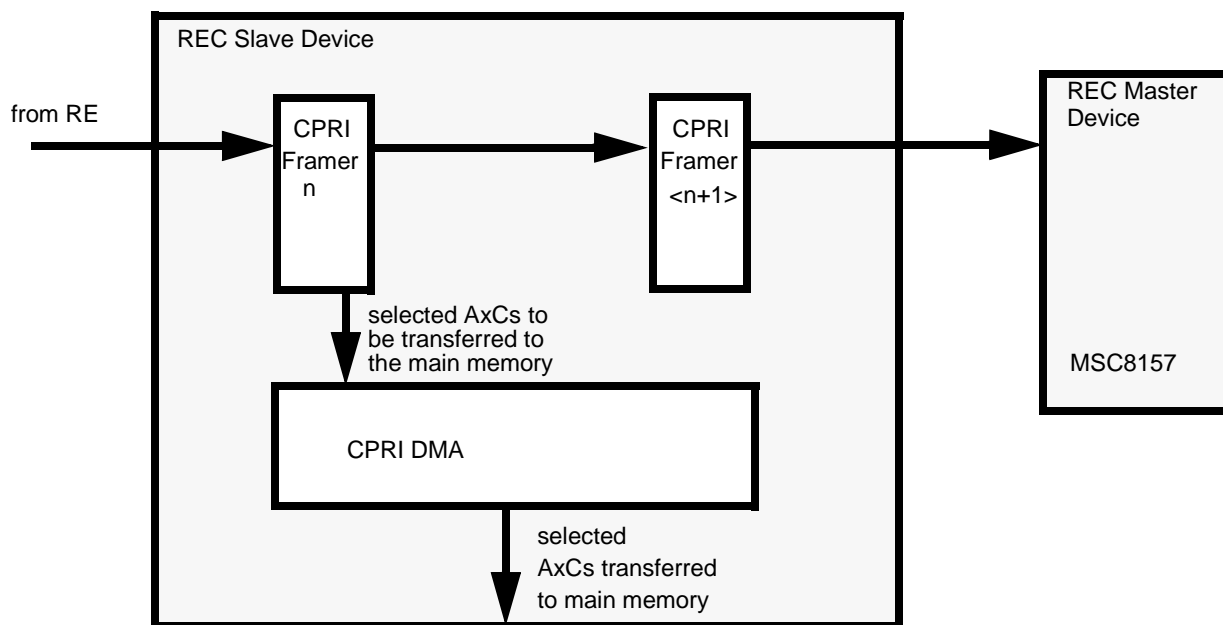 REC Slave Device
from RE
CPRI
Framer
n
CPRI
Framer
<n+1>
REC Master
Device
MSC8157
selected AxCs to
be transferred to
the main memory
CPRI DMA
selected
AxCs transferred
to main memory